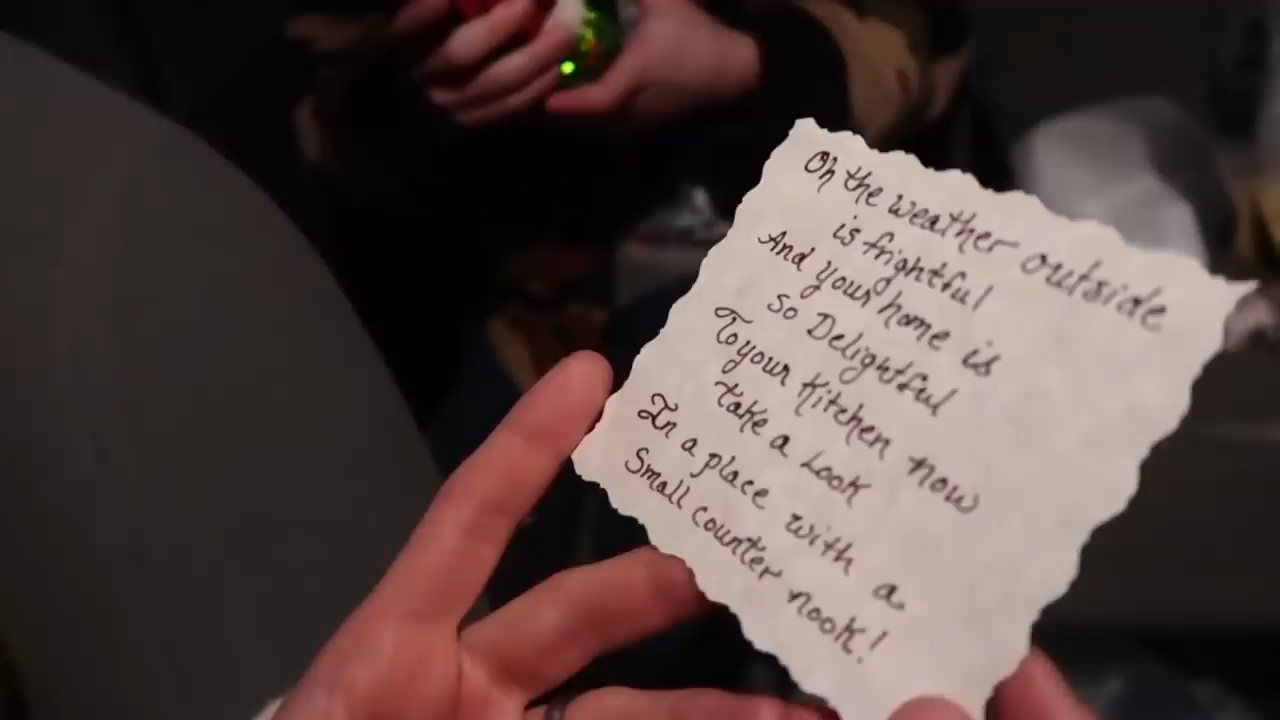 Oh the weather outside
is frightful
And your home is
so Delightful
To your Kitchen now
take a Look
In a place with a
Small counter nook!